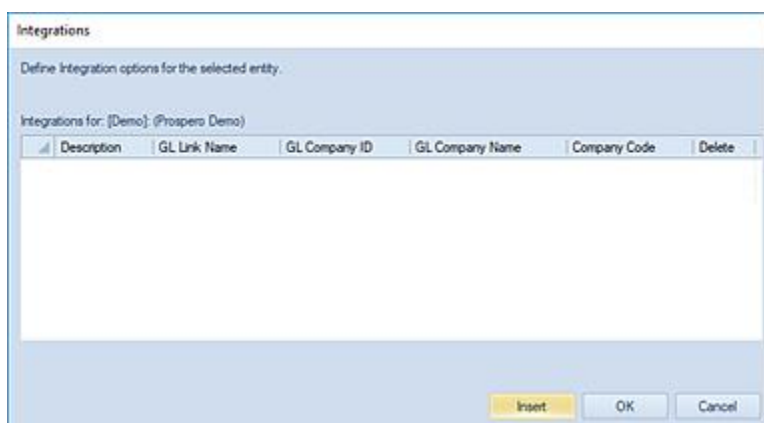 Integrations
Define Integration options for the selected entity.
Integrations for: [Demo]: (Prospero Demo)
Description GL Link Name GL Company ID GL Company Name Company Code Delete
Insert OK Cancel